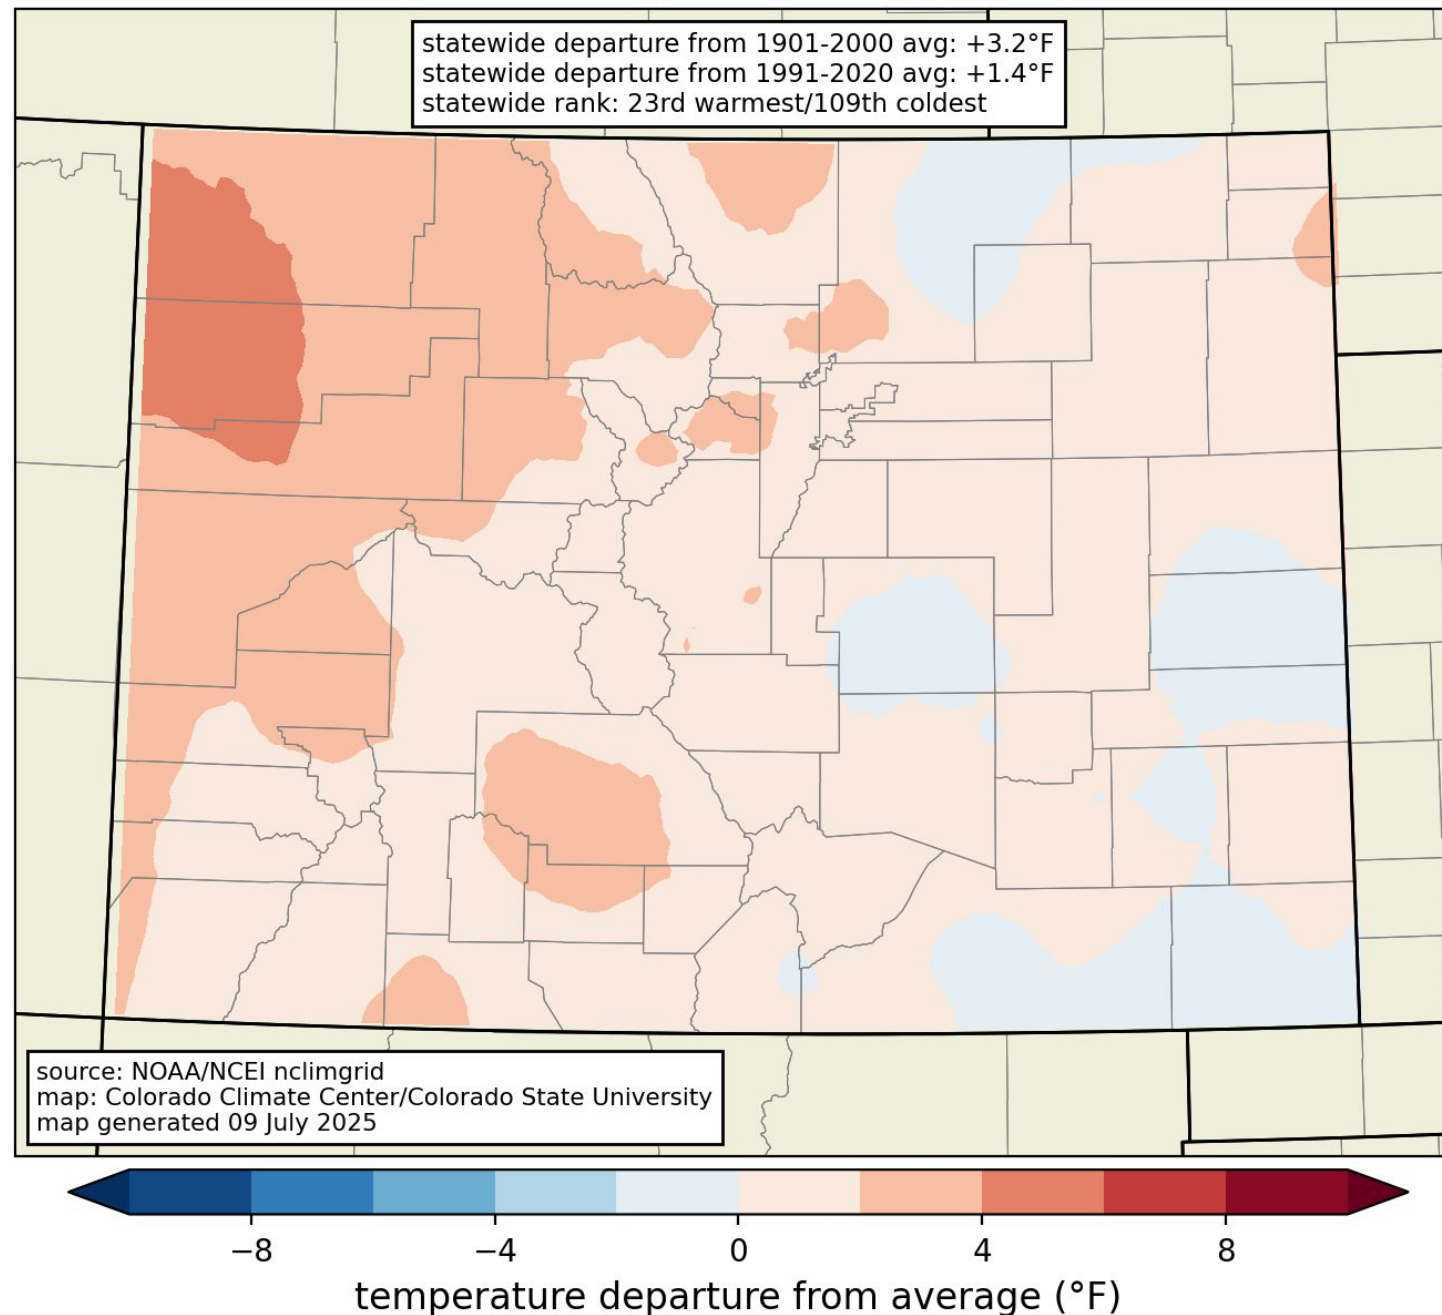 statewide departure from 1901-2000 avg: +3.2°F
statewide departure from 1991-2020 avg: +1.4°F
statewide rank: 23rd warmest/109th coldest
source: NOAA/NCEI nclimgrid
map: Colorado Climate Center/Colorado State University
map generated 09 July 2025
−8 −4 0 4 8
temperature departure from average (°F)